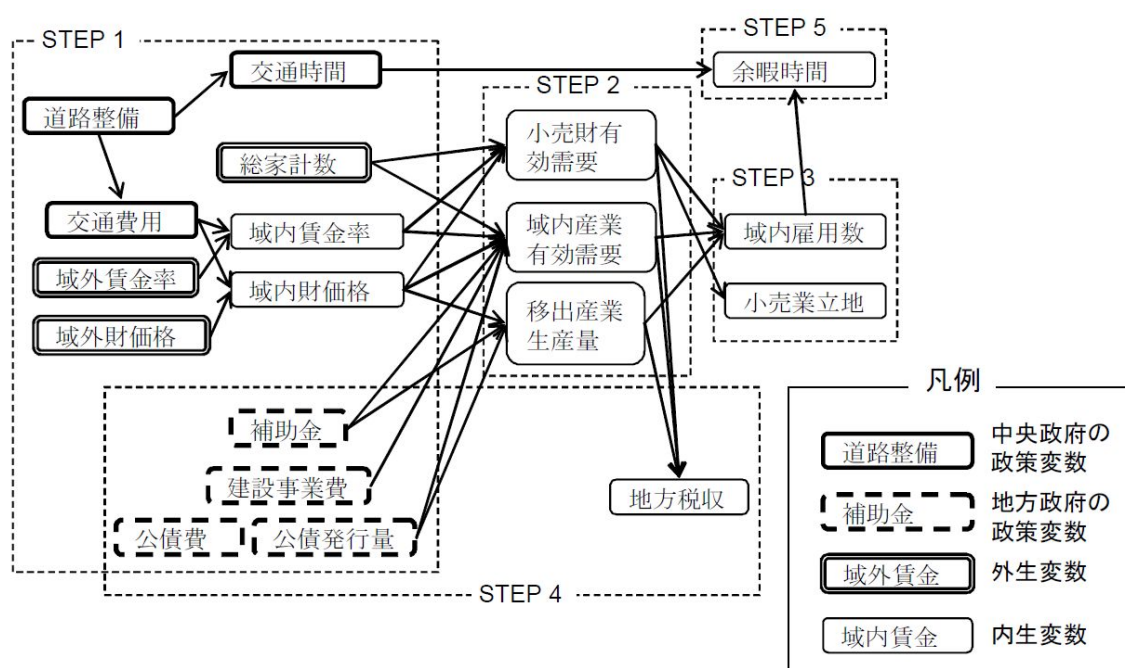 STEP 1
交通時間
道路整備
総家計数
交通費用
域内賃金率
域外賃金率
域内財価格
域外財価格
STEP 2
小売財有
効需要
域内産業
有効需要
移出産業
生産量
STEP 5
余暇時間
STEP 3
域内雇用数
小売業立地
補助金
建設事業費
公債費
公債発行量
地方税収
STEP 4
凡例
道路整備
中央政府の
政策変数
補助金
地方政府の
政策変数
域外賃金
外生変数
域内賃金
内生変数